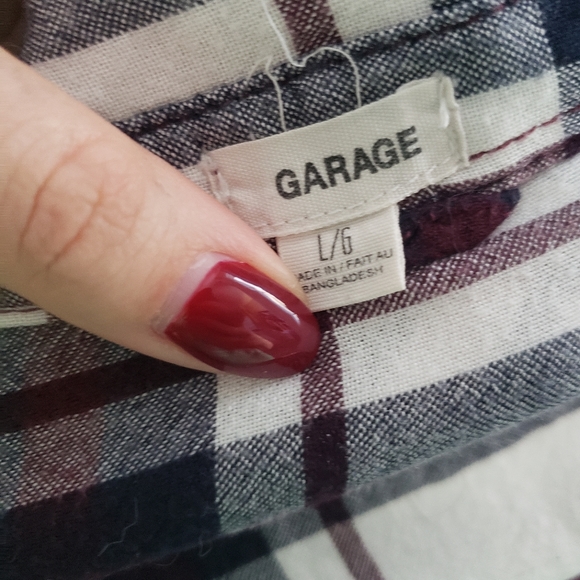 GARAGE
L/G
ADE IN / FAIT AU
BANGLADESH